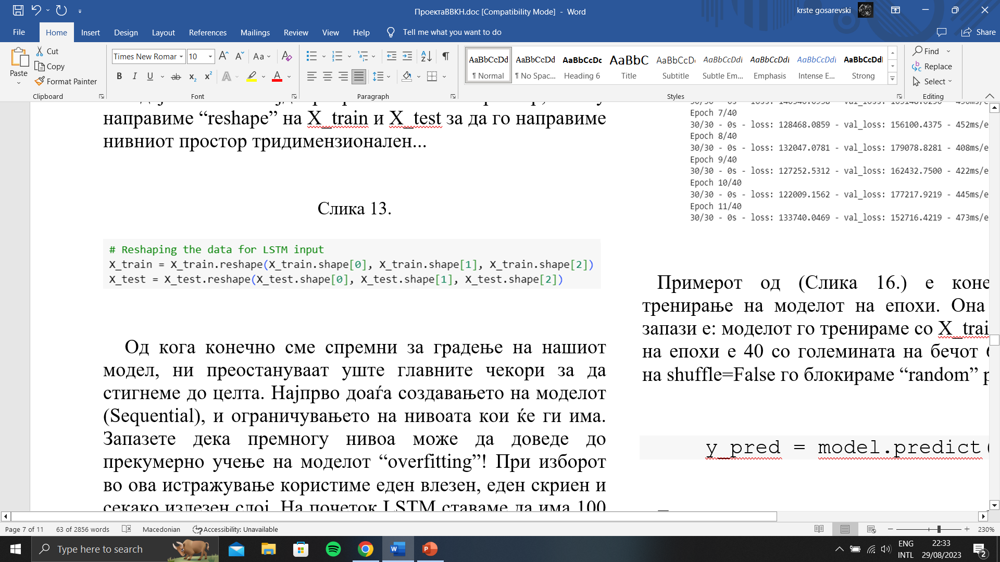 ПроектаВВКН.doc [Compatibility Mode] - Word
krste gosarevski
File
Home
Insert
Design
Layout
References
Mailings
Review
View
Help
Tell me what you want to do
Share
Paste
Cut
Copy
Format Painter
Clipboard
Times New Romar
10
Font
Paragraph
AaBbCcDd AaBbCcDd AaBbCcDc AaBbC AaBbCcDc AaBbCcDdI AaBbCcDdI AaBbCcDdI AaBbCcDdI
¶ Normal
¶ No Spac...
Heading 6
Title
Subtitle
Subtle Em...
Emphasis
Intense E...
Strong
Styles
Find
Replace
Select
Editing
направиме “reshape” на X_train и X_test за да го направиме
нивниот простор тридимензионален...
Слика 13.
# Reshaping the data for LSTM input
X_train = X_train.reshape(X_train.shape[0], X_train.shape[1], X_train.shape[2])
X_test = X_test.reshape(X_test.shape[0], X_test.shape[1], X_test.shape[2])
Од кога конечно сме спремни за градење на нашиот
модел, ни преостануваат уште главните чекори за да
стигнеме до целта. Најпрво доаѓа создавањето на моделот
(Sequential), и ограничувањето на нивоата кои ќе ги има.
Запазете дека премногу нивоа може да доведе до
прекумерно учење на моделот “overfitting”! При изборот
во ова истражување користиме еден влезен, еден скриен и
секако излезен слој. На почеток LSTM ставаме да има 100
Epoch 7/40
30/30 - 0s - loss: 128468.0859 - val_loss: 156100.4375 - 452ms/e
Epoch 8/40
30/30 - 0s - loss: 132047.0781 - val_loss: 179078.8281 - 408ms/e
Epoch 9/40
30/30 - 0s - loss: 127252.5312 - val_loss: 162432.7500 - 422ms/e
Epoch 10/40
30/30 - 0s - loss: 122009.1562 - val_loss: 177217.9219 - 445ms/e
Epoch 11/40
30/30 - 0s - loss: 133740.0469 - val_loss: 152716.4219 - 473ms/e
Примерот од (Слика 16.) е коне
тренирање на моделот на епохи. Она
запази е: моделот го тренираме со X_trai
на епохи е 40 со големината на бечот
на shuffle=False го блокираме “random” р
y_pred = model.predict(
Page 7 of 11
63 of 2856 words
Macedonian
Accessibility: Unavailable
230%
Type here to search
ENG
INTL
22:33
29/08/2023
2